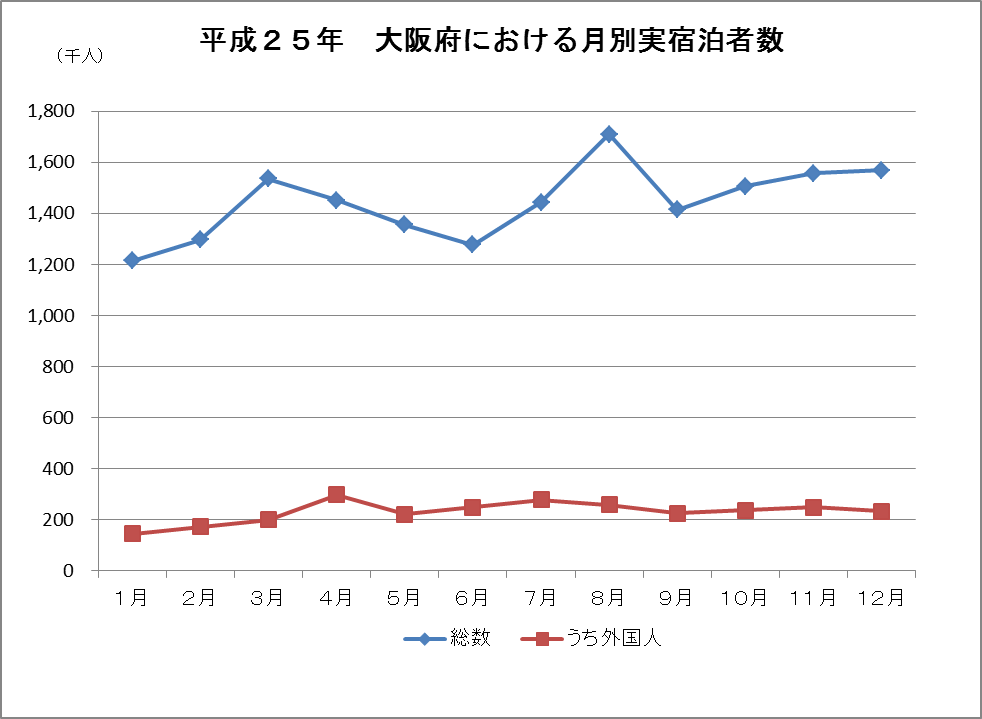 平成２５年　大阪府における月別実宿泊者数
（千人）
1,800
1,600
1,400
1,200
1,000
800
600
400
200
0
１月 ２月 ３月 ４月 ５月 ６月 ７月 ８月 ９月 １０月 １１月 １２月
総数 うち外国人